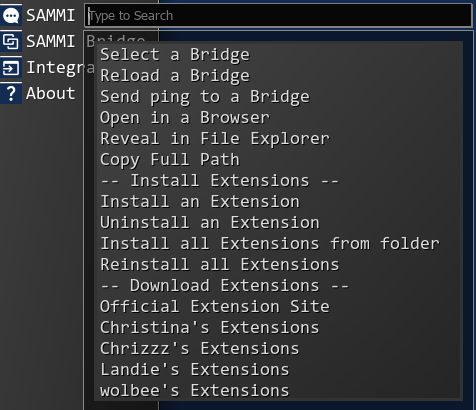 SAMMI
Type to Search
SAMMI Bridge
Integra
About
Select a Bridge
Reload a Bridge
Send ping to a Bridge
Open in a Browser
Reveal in File Explorer
Copy Full Path
-- Install Extensions --
Install an Extension
Uninstall an Extension
Install all Extensions from folder
Reinstall all Extensions
-- Download Extensions --
Official Extension Site
Christina's Extensions
Chrizzz's Extensions
Landie's Extensions
wolbee's Extensions